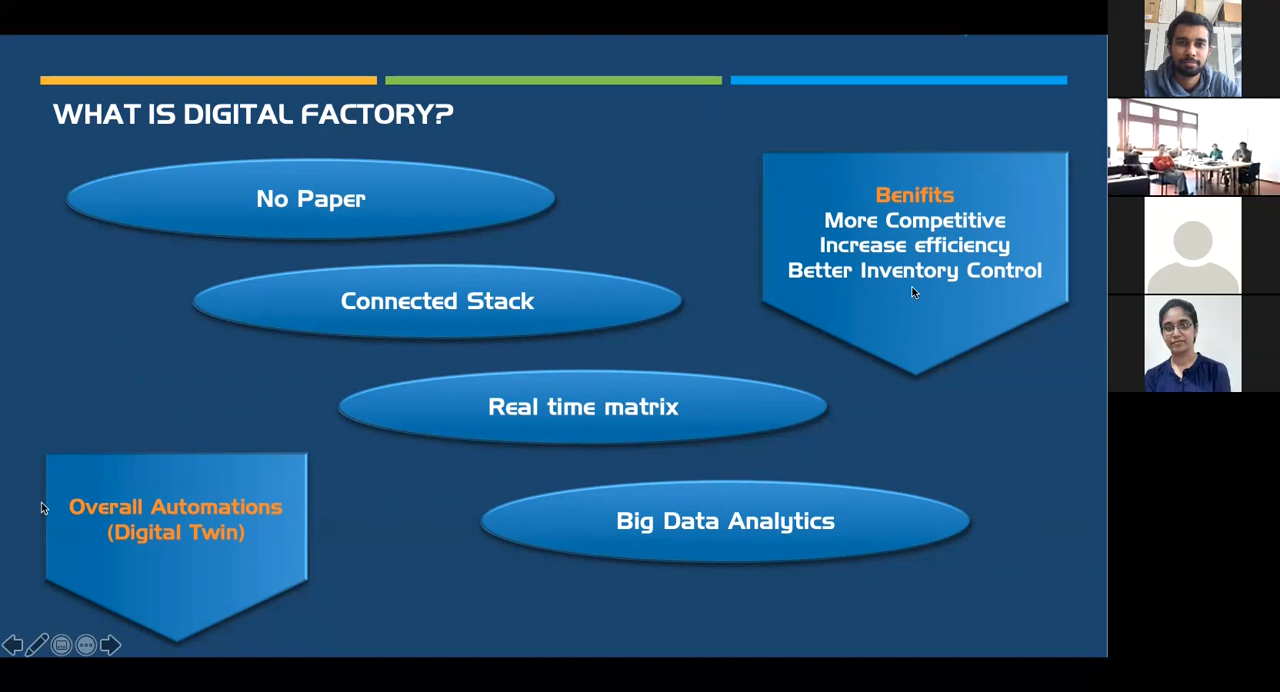 WHAT IS DIGITAL FACTORY?
No Paper
Benifits
More Competitive
Increase efficiency
Better Inventory Control
Connected Stack
Real time matrix
Overall Automations
(Digital Twin)
Big Data Analytics